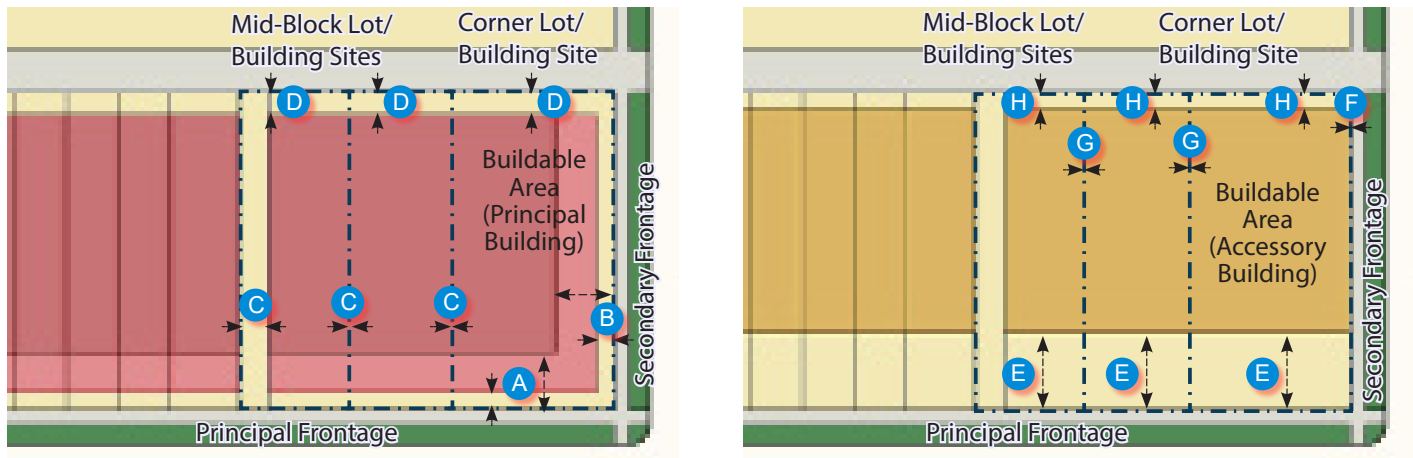 Mid-Block Lot/
Building Sites
Corner Lot/
Building Site
D
D
D
Buildable
Area
(Principal
Building)
C
C
C
B
A
Secondary Frontage
Principal Frontage
Mid-Block Lot/
Building Sites
Corner Lot/
Building Site
H
H
H
F
G
G
Buildable
Area
(Accessory
Building)
E
E
E
Secondary Frontage
Principal Frontage